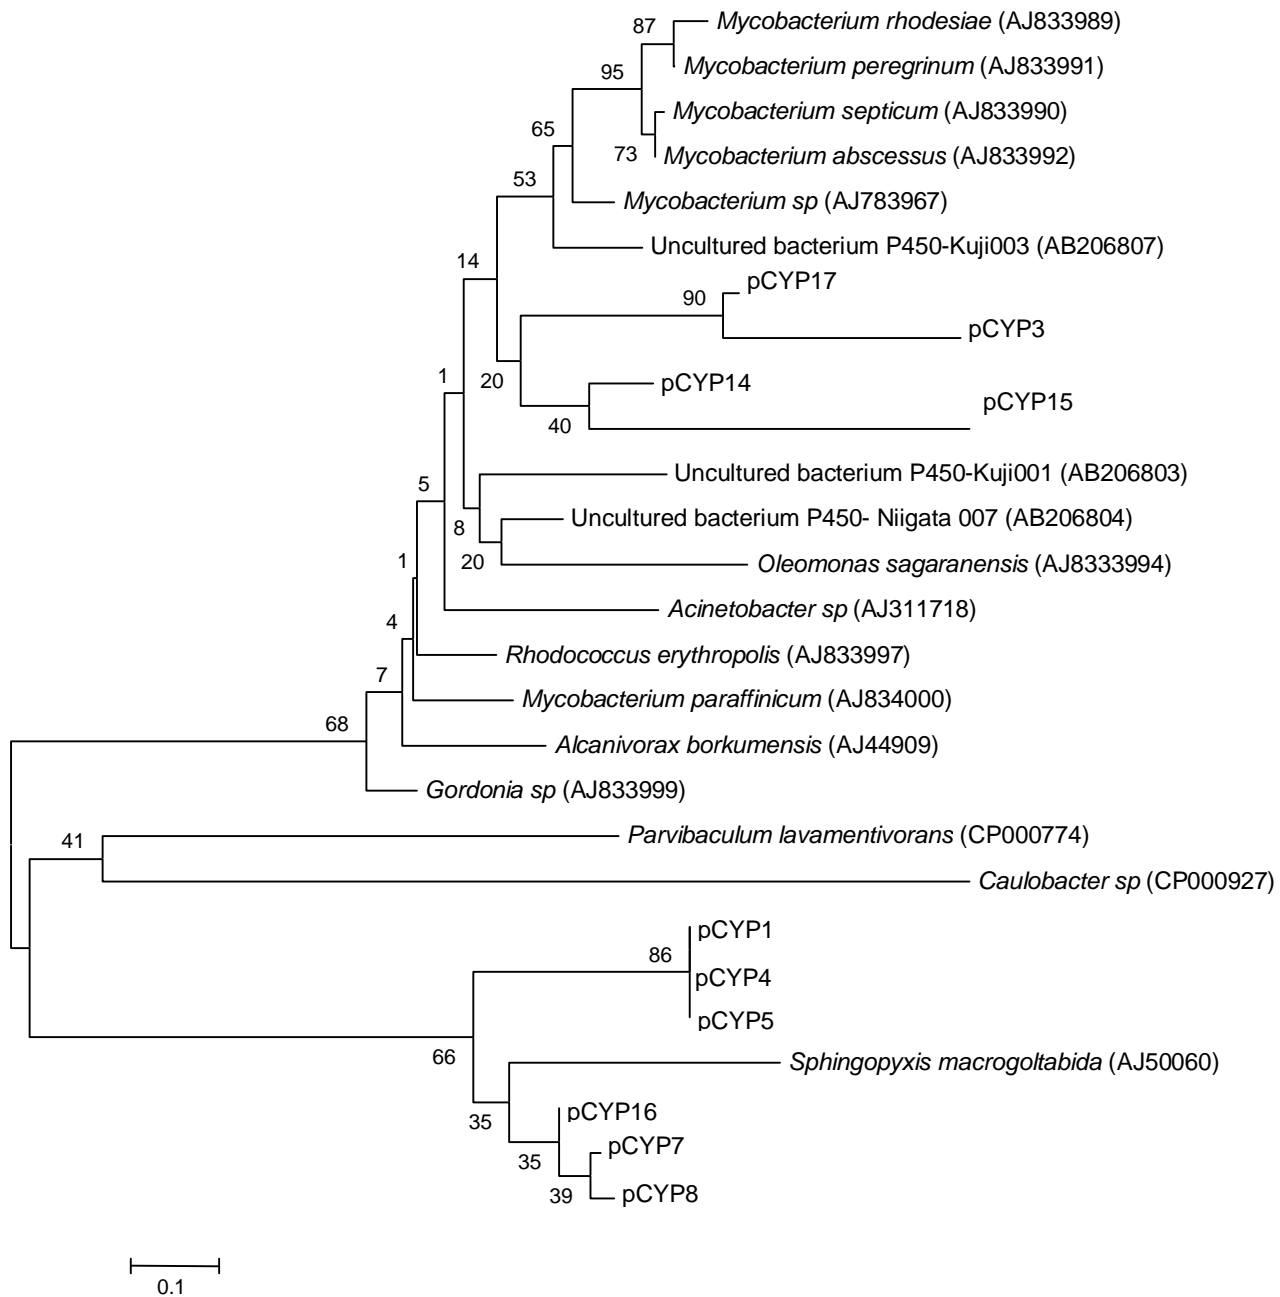 87
Mycobacterium rhodesiae (AJ833989)
Mycobacterium peregrinum (AJ833991)
95
Mycobacterium septicum (AJ833990)
65
73
Mycobacterium abscessus (AJ833992)
53
Mycobacterium sp (AJ783967)
Uncultured bacterium P450-Kuji003 (AB206807)
14
pCYP17
90
pCYP3
1
20
pCYP14
pCYP15
40
Uncultured bacterium P450-Kuji001 (AB206803)
5
Uncultured bacterium P450- Niigata 007 (AB206804)
8
20
Oleomonas sagaranensis (AJ8333994)
1
Acinetobacter sp (AJ311718)
4
Rhodococcus erythropolis (AJ833997)
7
Mycobacterium paraffinicum (AJ834000)
68
Alcanivorax borkumensis (AJ44909)
Gordonia sp (AJ833999)
41
Parvibaculum lavamentivorans (CP000774)
Caulobacter sp (CP000927)
pCYP1
86
pCYP4
pCYP5
66
Sphingopyxis macrogoltabida (AJ50060)
35
pCYP16
35
pCYP7
39
pCYP8
0.1